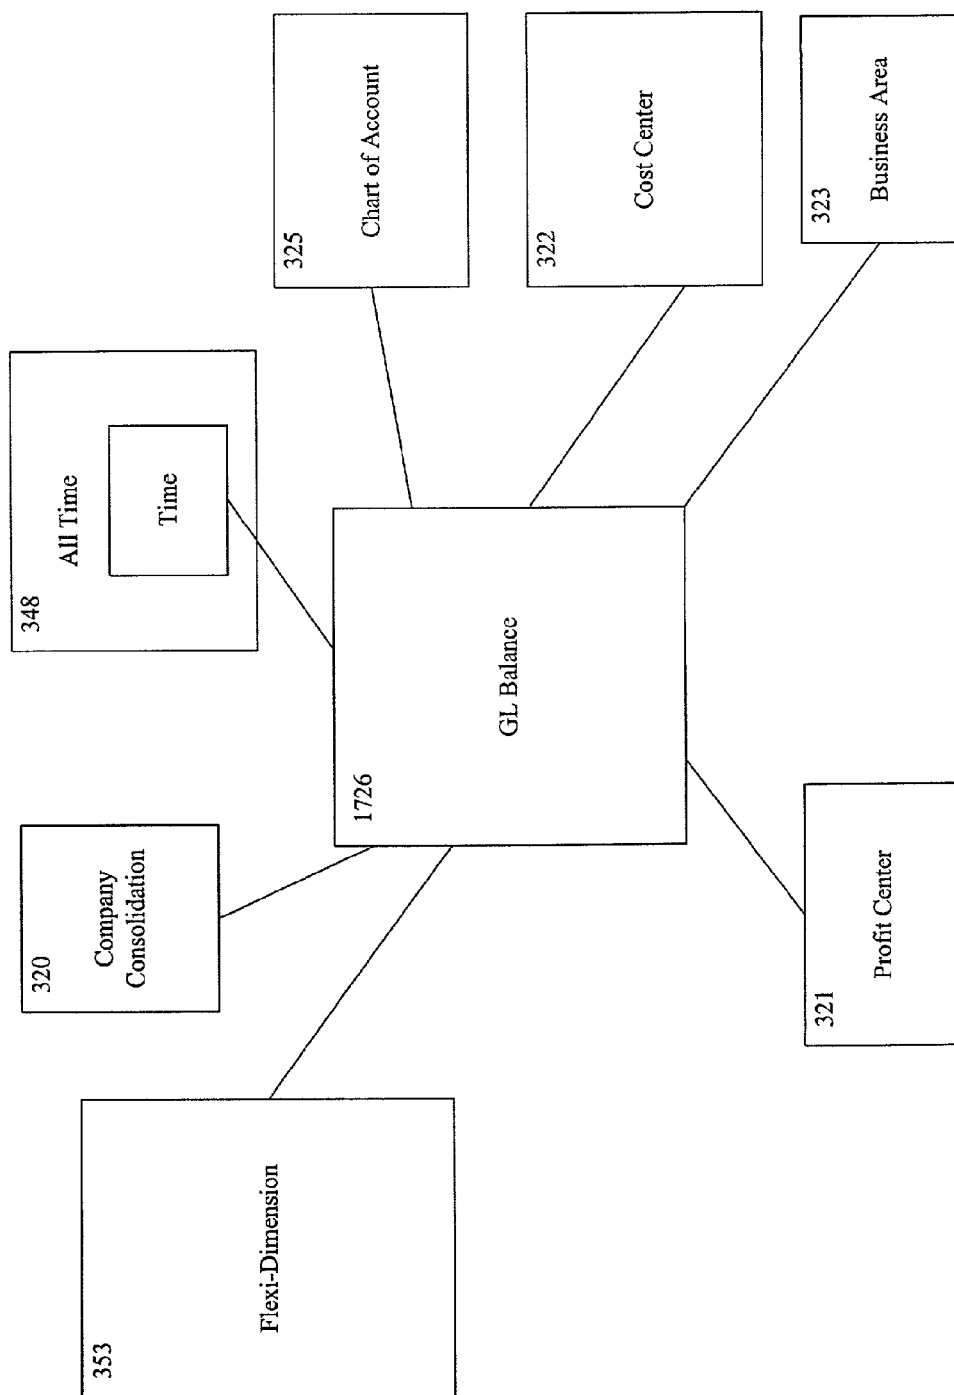 353
Flexi-Dimension
320
Company
Consolidation
348
All Time
Time
325
Chart of Account
1726
GL Balance
322
Cost Center
321
Profit Center
323
Business Area